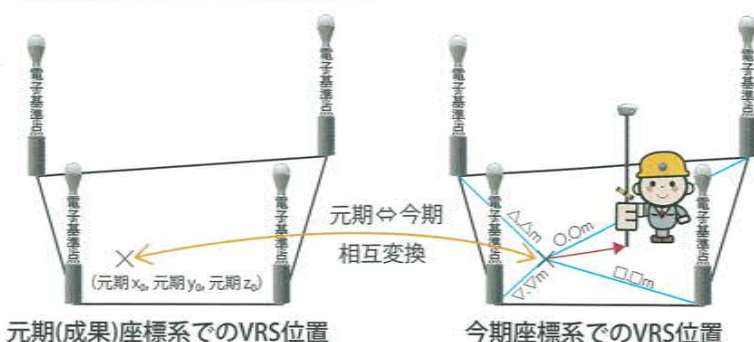 電子基準点
電子基準点
電子基準点
電子基準点
(元期x₀, 元期y₀, 元期z₀)
元期(成果)座標系でのVRS位置
元期⇔今期
相互変換
電子基準点
電子基準点
電子基準点
電子基準点
△.△m
○.○m
▽.▽m
□.□m
今期座標系でのVRS位置